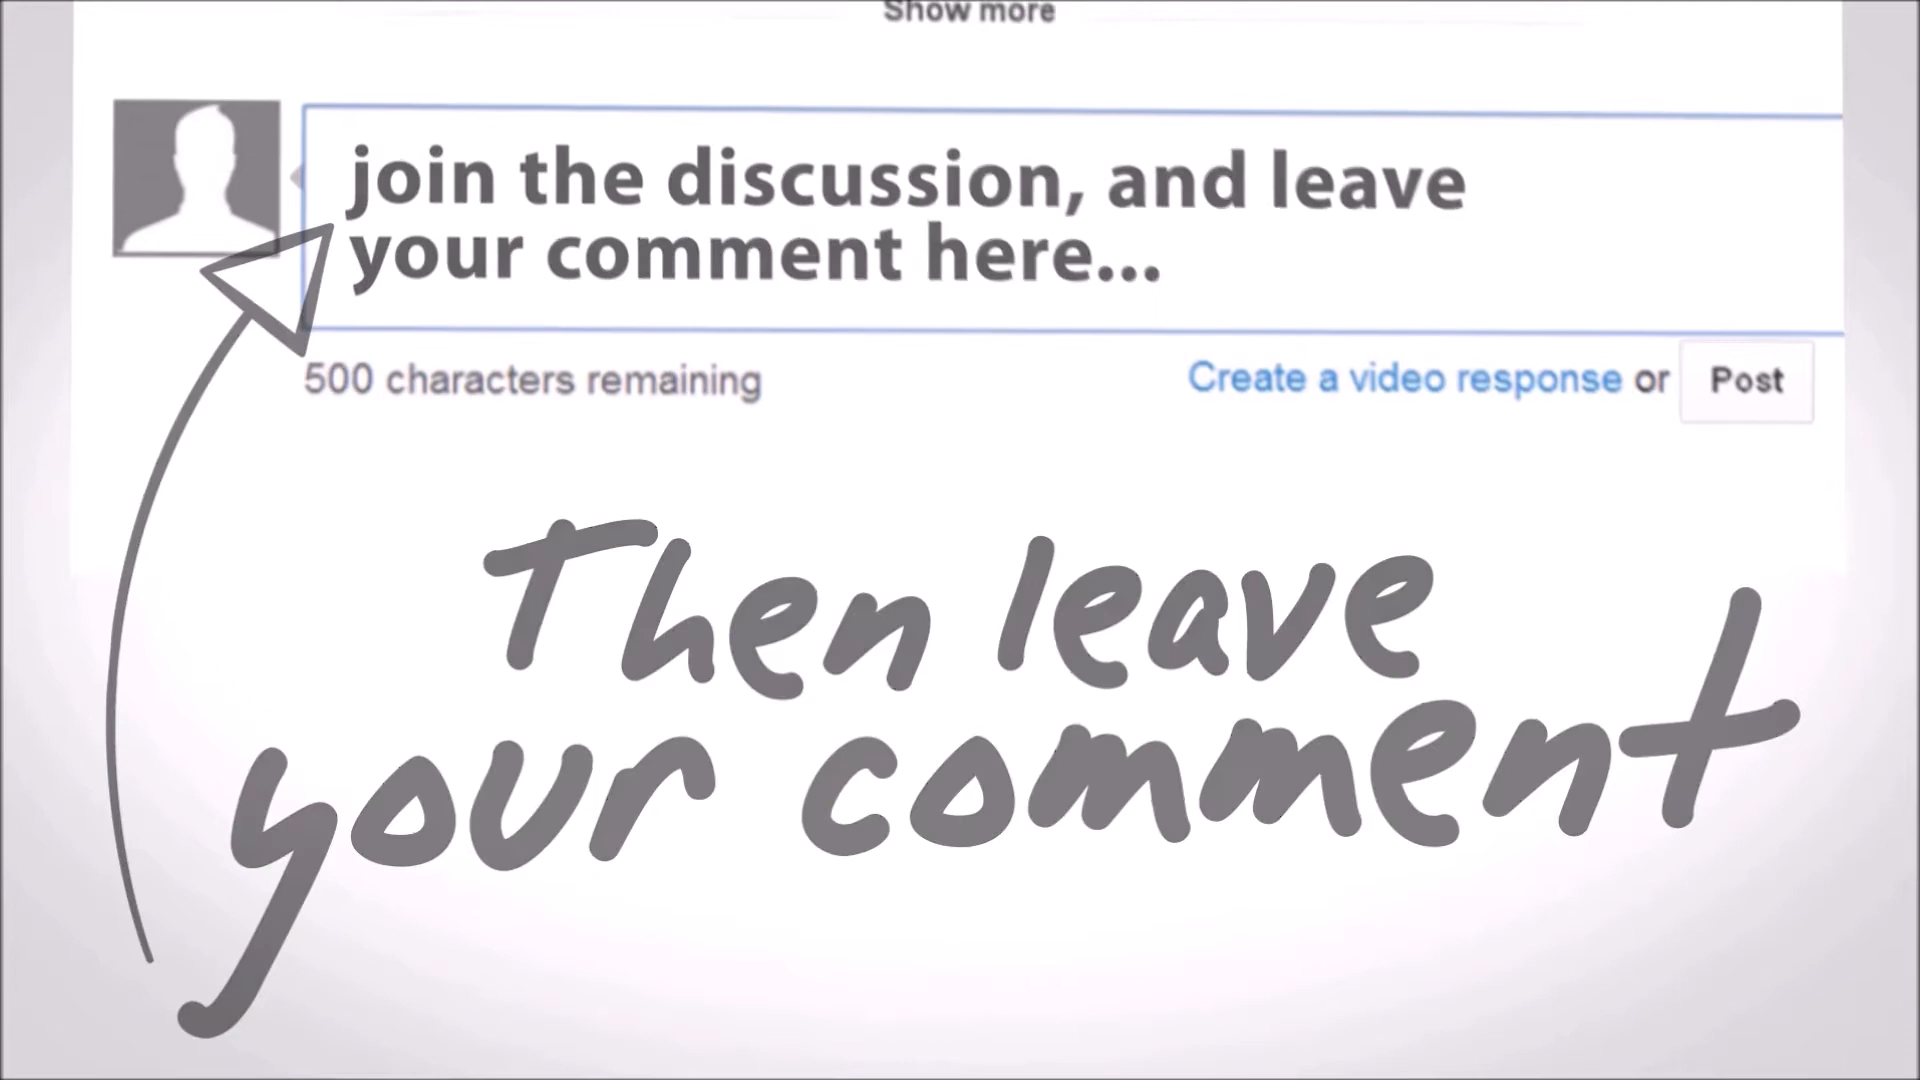 Show more
join the discussion, and leave
your comment here...
500 characters remaining
Create a video response or Post
Then leave
your comment